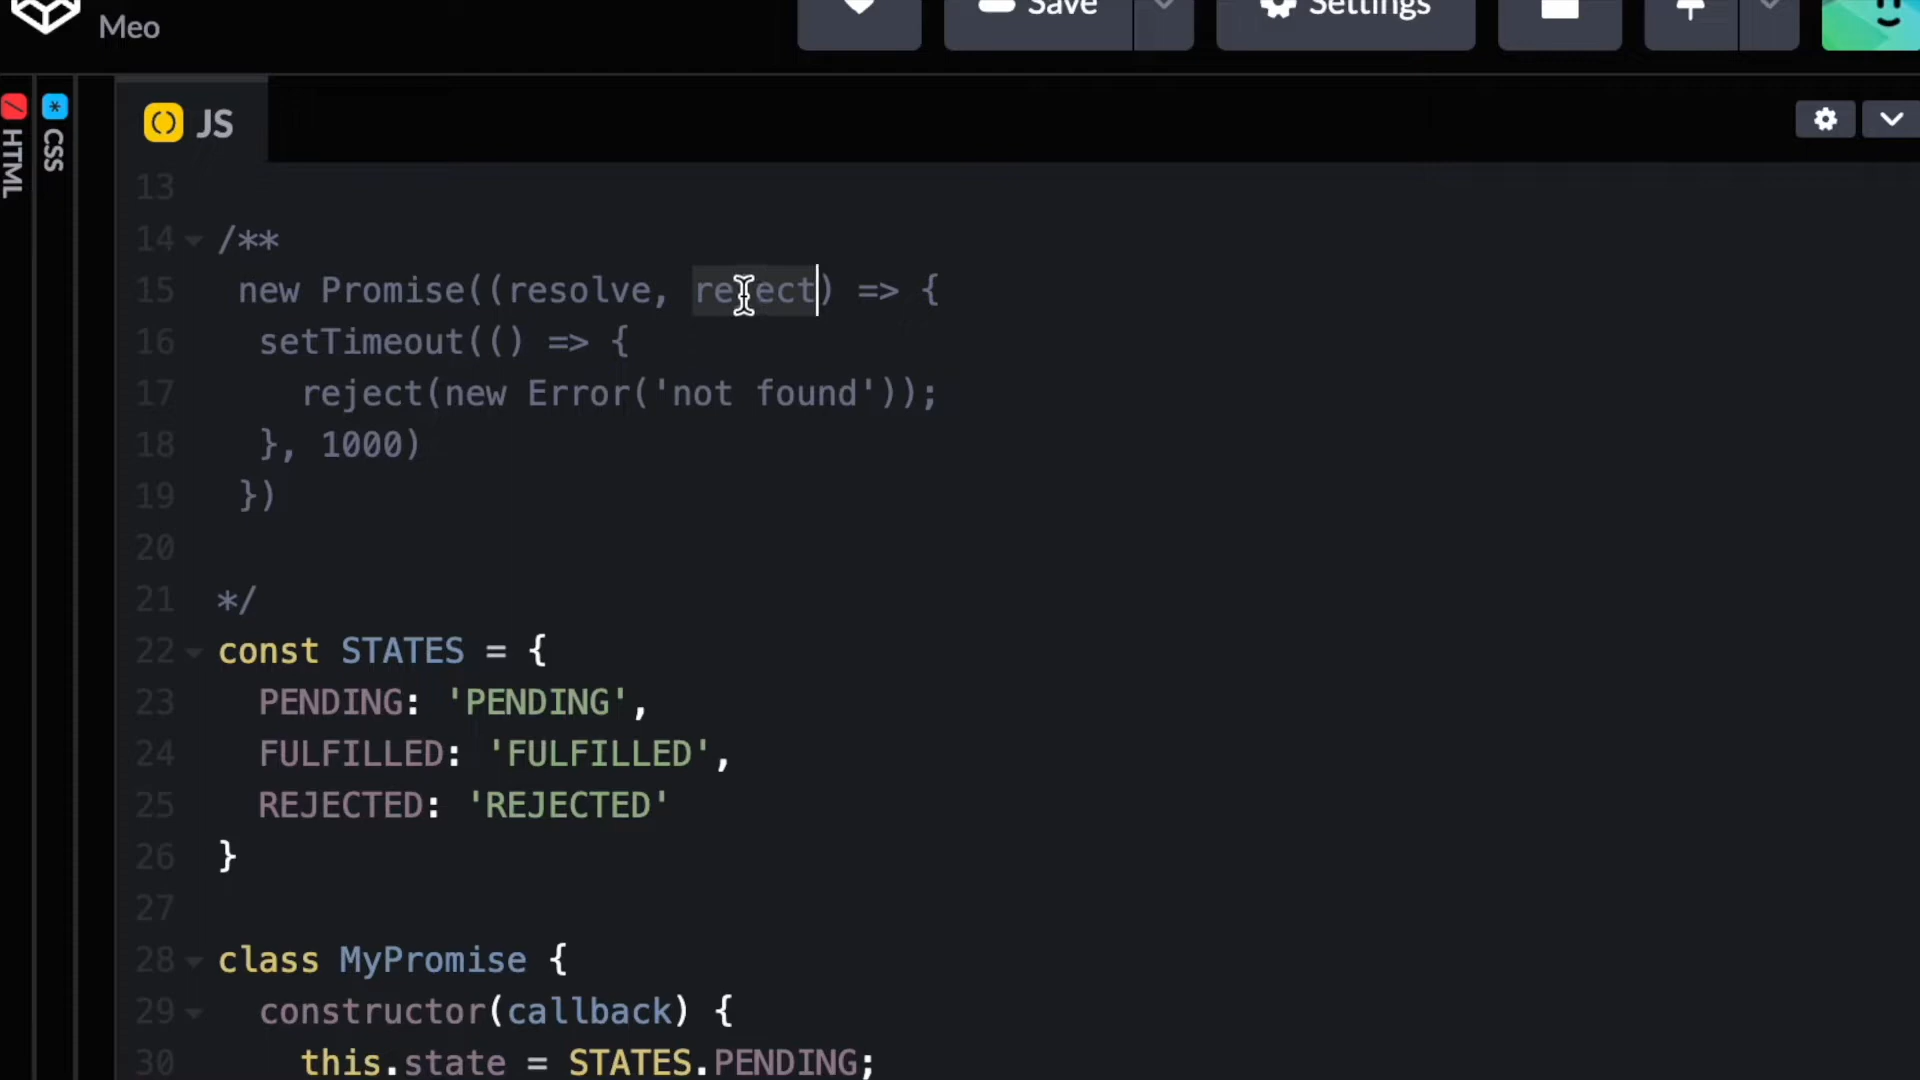 Meo
Save
Settings
HTML
CSS
JS
13
14 /**
15 new Promise((resolve, reject) => {
16 setTimeout(() => {
17 reject(new Error('not found'));
18 }, 1000)
19 })
20
21 */
22 const STATES = {
23 PENDING: 'PENDING',
24 FULFILLED: 'FULFILLED',
25 REJECTED: 'REJECTED'
26 }
27
28 class MyPromise {
29 constructor(callback) {
30 this.state = STATES.PENDING;